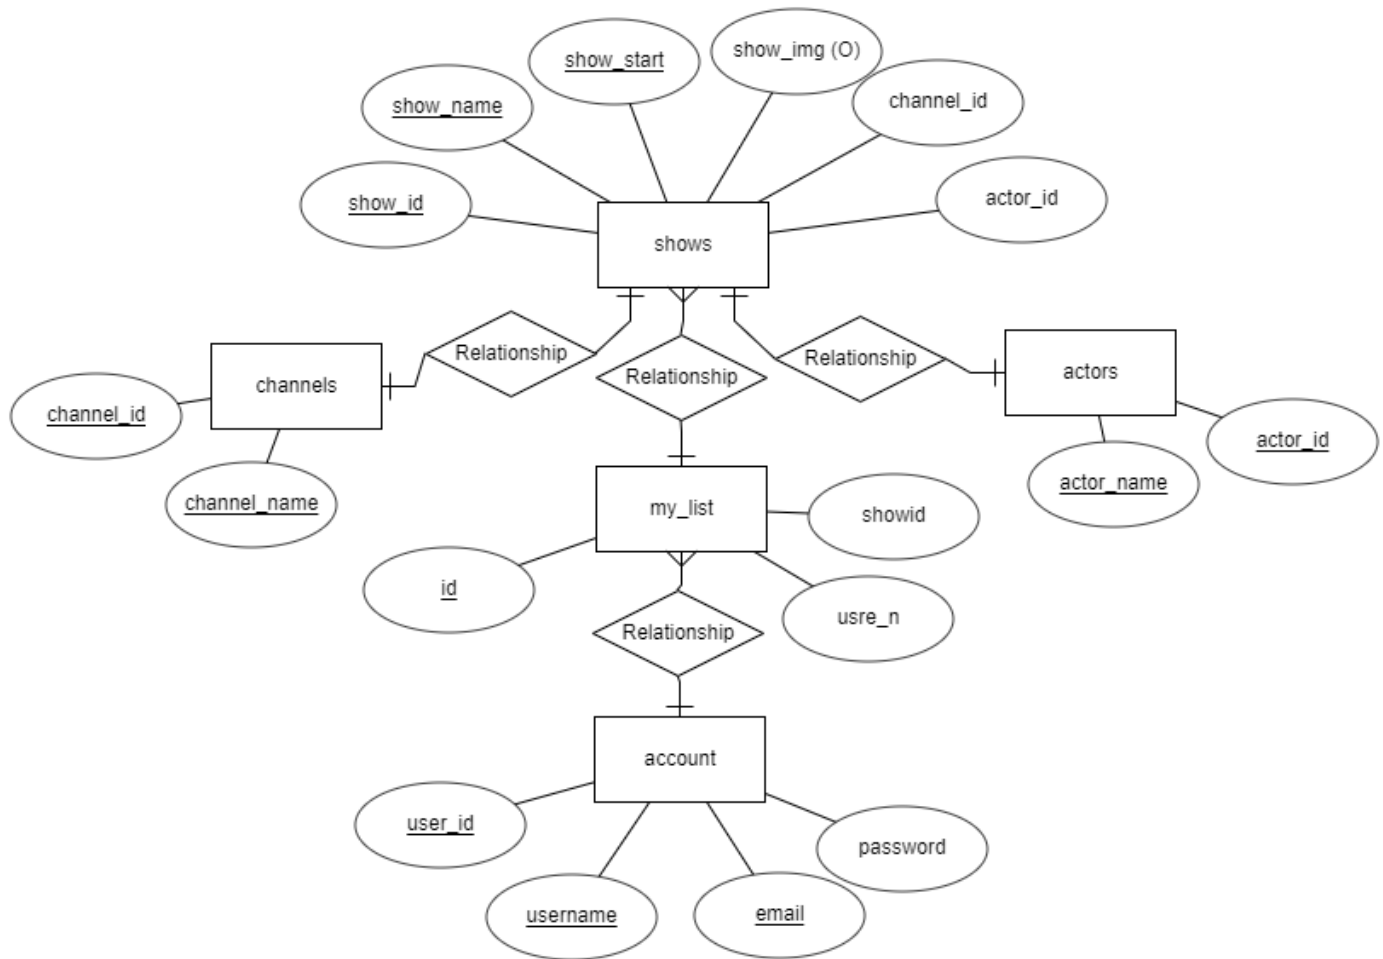 show_img (O)
show_start
show_name
channel_id
show_id
actor_id
shows
Relationship
Relationship
Relationship
channels
actors
channel_id
channel_name
actor_name
actor_id
my_list
showid
id
usre_n
Relationship
account
user_id
password
username
email